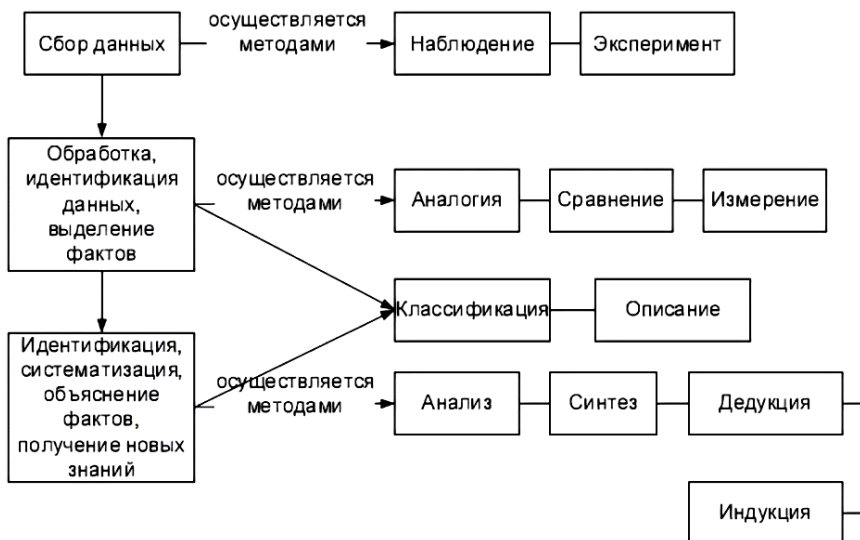 Сбор данных
осуществляется
методами
Наблюдение
Эксперимент
Обработка,
идентификация
данных,
выделение
фактов
осуществляется
методами
Аналогия
Сравнение
Измерение
Классификация
Описание
Идентификация,
систематизация,
объяснение
фактов,
получение новых
знаний
осуществляется
методами
Анализ
Синтез
Дедукция
Индукция